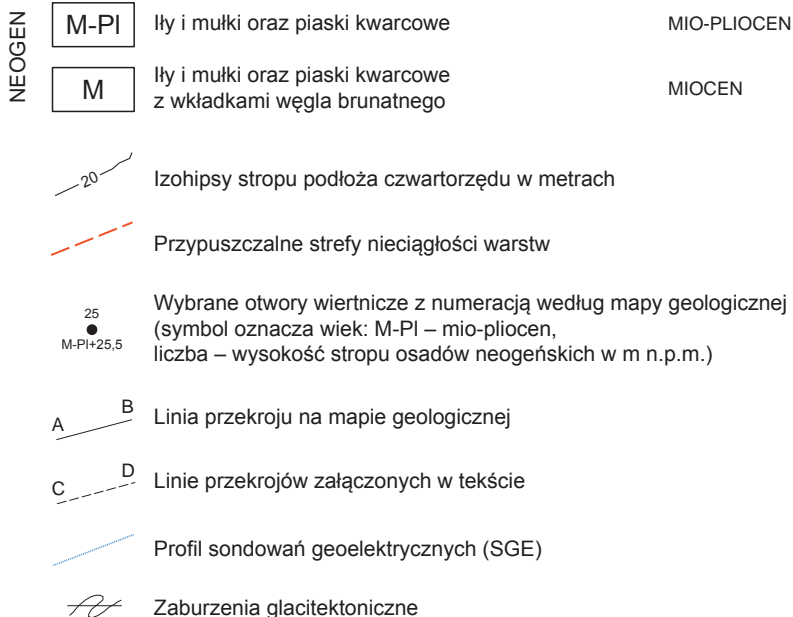 NEOGEN
M-Pl Iły i mułki oraz piaski kwarcowe MIO-PLIOCEN
M Iły i mułki oraz piaski kwarcowe
z wkładkami węgla brunatnego MIOCEN
20 Izohipsy stropu podłoża czwartorzędu w metrach
Przypuszczalne strefy nieciągłości warstw
25
M-Pl+25,5
Wybrane otwory wiertnicze z numeracją według mapy geologicznej
(symbol oznacza wiek: M-Pl – mio-pliocen,
liczba – wysokość stropu osadów neogeńskich w m n.p.m.)
A B Linia przekroju na mapie geologicznej
C D Linie przekrojów załączonych w tekście
Profil sondowań geoelektrycznych (SGE)
Zaburzenia glacitektoniczne